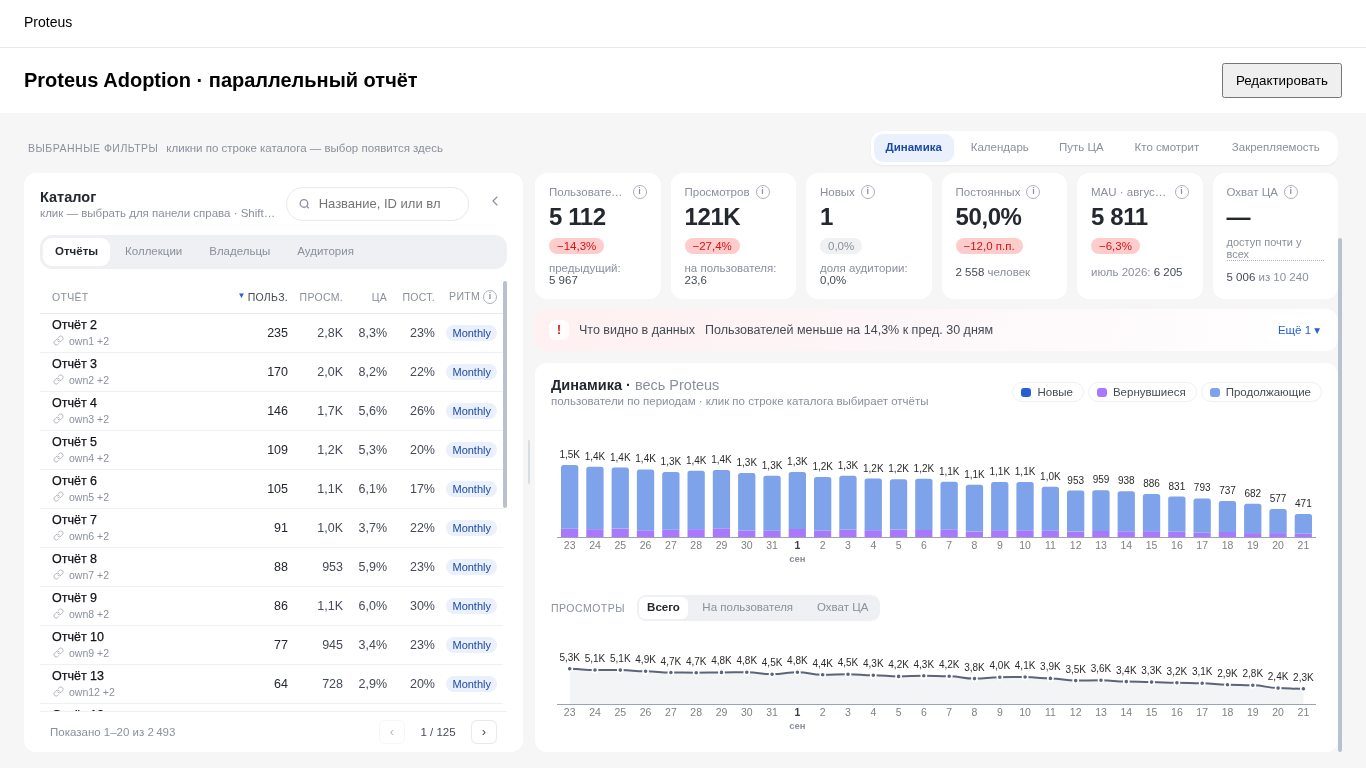 Proteus
Proteus Adoption · параллельный отчёт
Редактировать
ВЫБРАННЫЕ ФИЛЬТРЫ кликни по строке каталога — выбор появится здесь
Динамика Календарь Путь ЦА Кто смотрит Закрепляемость
Каталог
клик — выбрать для панели справа · Shift…
Название, ID или вл
Отчёты Коллекции Владельцы Аудитория
ОТЧЁТ ▼ ПОЛЬЗ. ПРОСМ. ЦА ПОСТ. РИТМ i
Отчёт 2 235 2,8K 8,3% 23% Monthly
own1 +2
Отчёт 3 170 2,0K 8,2% 22% Monthly
own2 +2
Отчёт 4 146 1,7K 5,6% 26% Monthly
own3 +2
Отчёт 5 109 1,2K 5,3% 20% Monthly
own4 +2
Отчёт 6 105 1,1K 6,1% 17% Monthly
own5 +2
Отчёт 7 91 1,0K 3,7% 22% Monthly
own6 +2
Отчёт 8 88 953 5,9% 23% Monthly
own7 +2
Отчёт 9 86 1,1K 6,0% 30% Monthly
own8 +2
Отчёт 10 77 945 3,4% 23% Monthly
own9 +2
Отчёт 13 64 728 2,9% 20% Monthly
own12 +2
Показано 1–20 из 2 493 ‹ 1 / 125 ›
Пользовате… i
5 112
−14,3%
предыдущий:
5 967
Просмотров i
121K
−27,4%
на пользователя:
23,6
Новых i
1
0,0%
доля аудитории:
0,0%
Постоянных i
50,0%
−12,0 п.п.
2 558 человек
MAU · авгус… i
5 811
−6,3%
июль 2026: 6 205
Охват ЦА i
—
доступ почти у
всех
5 006 из 10 240
! Что видно в данных Пользователей меньше на 14,3% к пред. 30 дням Ещё 1 ▾
Динамика · весь Proteus
пользователи по периодам · клик по строке каталога выбирает отчёты
Новые Вернувшиеся Продолжающие
1,5K 1,4K 1,4K 1,4K 1,3K 1,4K 1,4K 1,3K 1,3K 1,3K 1,2K 1,3K 1,2K 1,2K 1,2K 1,1K 1,1K 1,1K 1,1K 1,0K 953 959 938 886 831 793 737 682 577 471
23 24 25 26 27 28 29 30 31 1 2 3 4 5 6 7 8 9 10 11 12 13 14 15 16 17 18 19 20 21
сен
ПРОСМОТРЫ Всего На пользователя Охват ЦА
5,3K 5,1K 5,1K 4,9K 4,7K 4,7K 4,8K 4,8K 4,5K 4,8K 4,4K 4,5K 4,3K 4,2K 4,3K 4,2K 3,8K 4,0K 4,1K 3,9K 3,5K 3,6K 3,4K 3,3K 3,2K 3,1K 2,9K 2,8K 2,4K 2,3K
23 24 25 26 27 28 29 30 31 1 2 3 4 5 6 7 8 9 10 11 12 13 14 15 16 17 18 19 20 21
сен